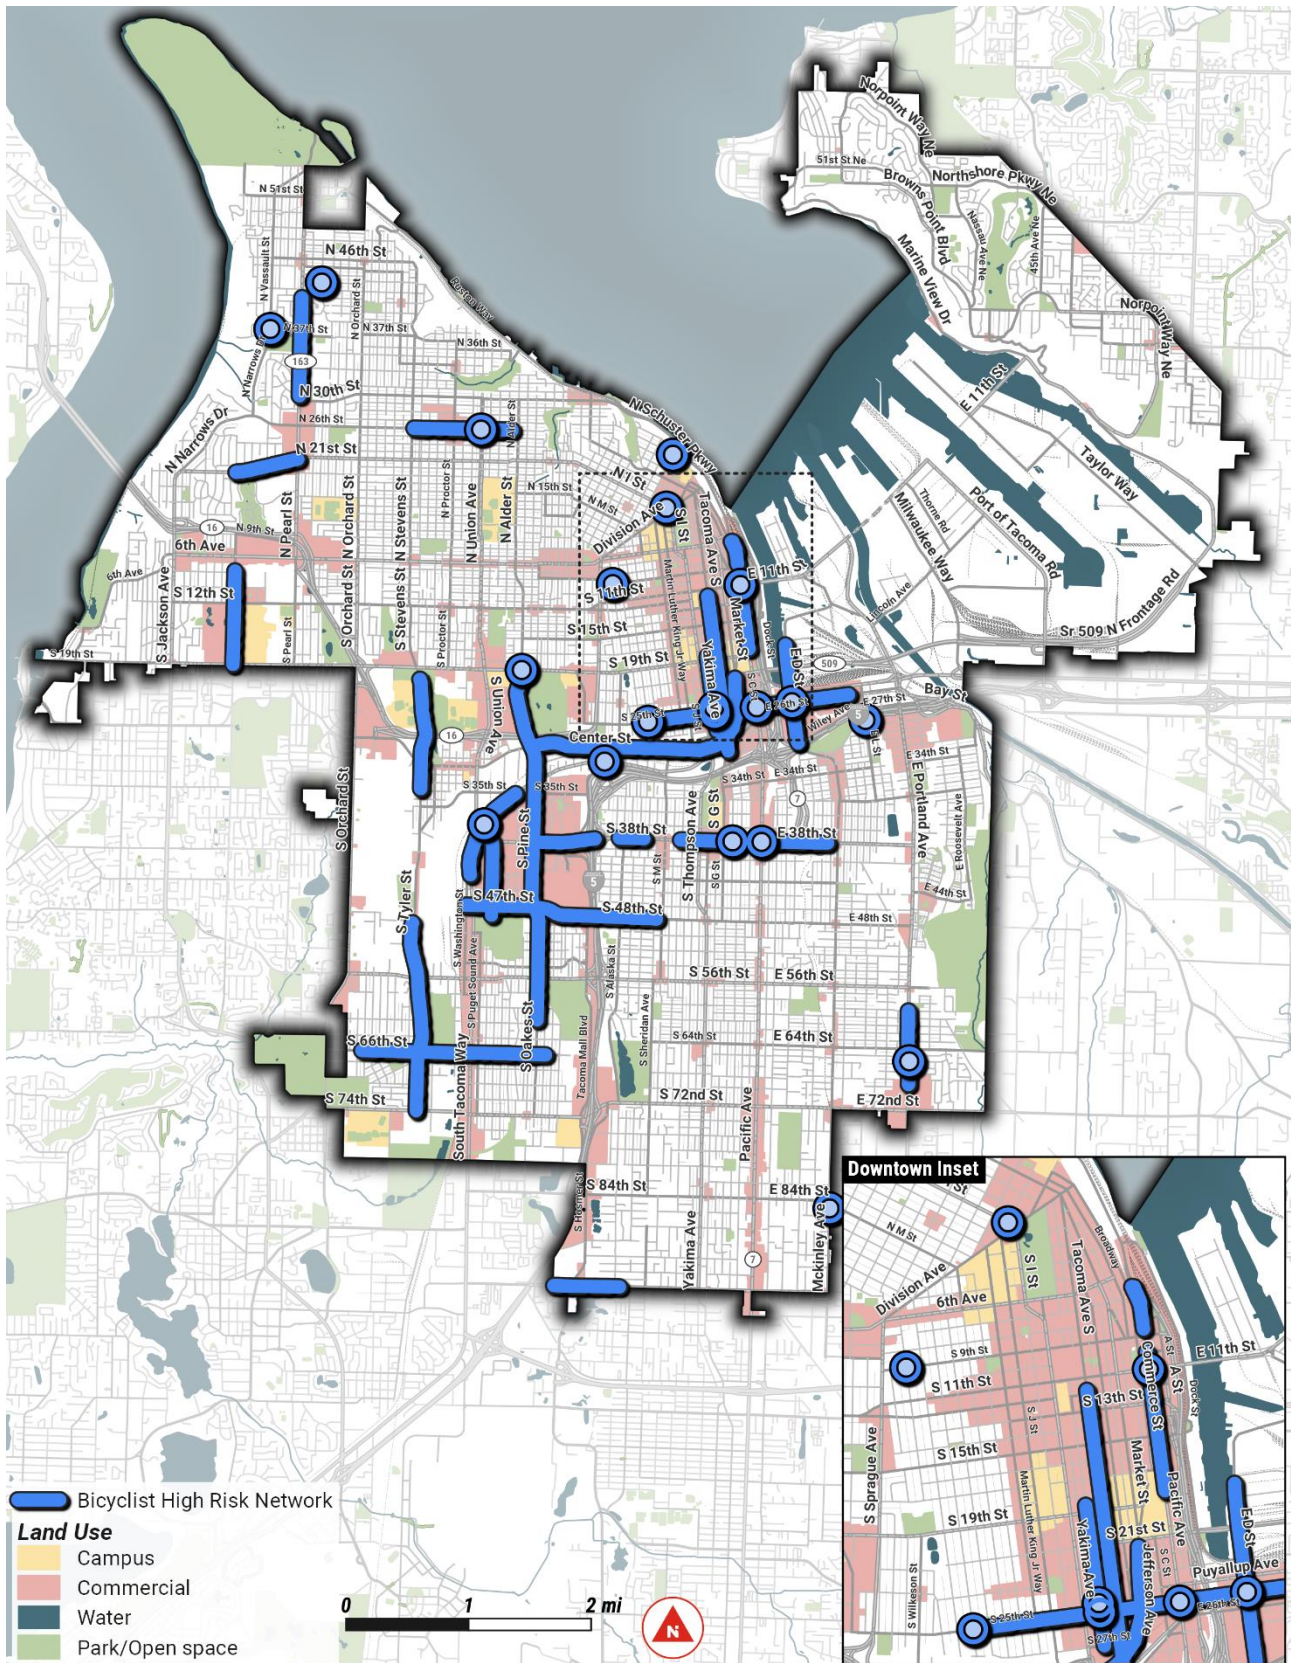 Norpoint Way Ne
51st St Ne
Northshore Pkwy Ne
Browns Point Blvd
Nassau Ave Ne
45th Ave Ne
Marine View Dr
Norpoint Way Ne
N 51st St
N 46th St
N Vassault St
N Orchard St
Ruston Way
N 37th St
N 37th St
N 36th St
N Narrows Dr
163
N 30th St
E 11th St
N 26th St
N Alder St
N Schuster Pkwy
N Narrows Dr
N 21st St
N I St
Taylor Way
N Pearl St
N Orchard St
N Stevens St
N Proctor St
N Union Ave
N Alder St
N 15th St
N M St
Division Ave
S I St
Tacoma Ave S
Milwaukee Way
Thorne Rd
Port of Tacoma Rd
16
N 9th St
6th Ave
6th Ave
S Jackson Ave
S 12th St
S 11th St
E 11th St
Martin Luther King Jr Way
Lincoln Ave
Sr 509 N Frontage Rd
S Pearl St
S Orchard St
S Stevens St
S Proctor St
S 15th St
Market St
Dock St
S 19th St
S 19th St
Yakima Ave
S C St
E D St
509
Bay St
S Union Ave
S 25th St
S J St
E 26th St
E 27th St
Wiley Ave
5
E L St
16
Center St
S 35th St
S 35th St
S 34th St
E 34th St
E 34th St
7
S Orchard St
S Pine St
S 38th St
S Thompson Ave
S G St
E 38th St
E Portland Ave
E Roosevelt Ave
S M St
S G St
5
S 47th St
S 48th St
E 44th St
E 48th St
S Tyler St
S Washington St
S Puget Sound Ave
S Alaska St
S 56th St
E 56th St
S Oakes St
S Sheridan Ave
S 64th St
E 64th St
S 66th St
Tacoma Mall Blvd
S 74th St
South Tacoma Way
S 72nd St
Pacific Ave
E 72nd St
S 84th St
E 84th St
S Hosmer St
Yakima Ave
7
Mckinley Ave
Downtown Inset
St
N M St
Broadway
Division Ave
S I St
Tacoma Ave S
6th Ave
S 9th St
A St
A St
E 11th St
Commerce St
S 11th St
S 13th St
Dock St
S J St
S Sprague Ave
S 15th St
Market St
Martin Luther King Jr Way
Pacific Ave
S 19th St
S 21st St
E D St
Yakima Ave
Jefferson Ave
S C St
Puyallup Ave
S Wilkeson St
S 25th St
E 26th St
S 27th St
Bicyclist High Risk Network
Land Use
Campus
Commercial
Water
Park/Open space
0 1 2 mi
N